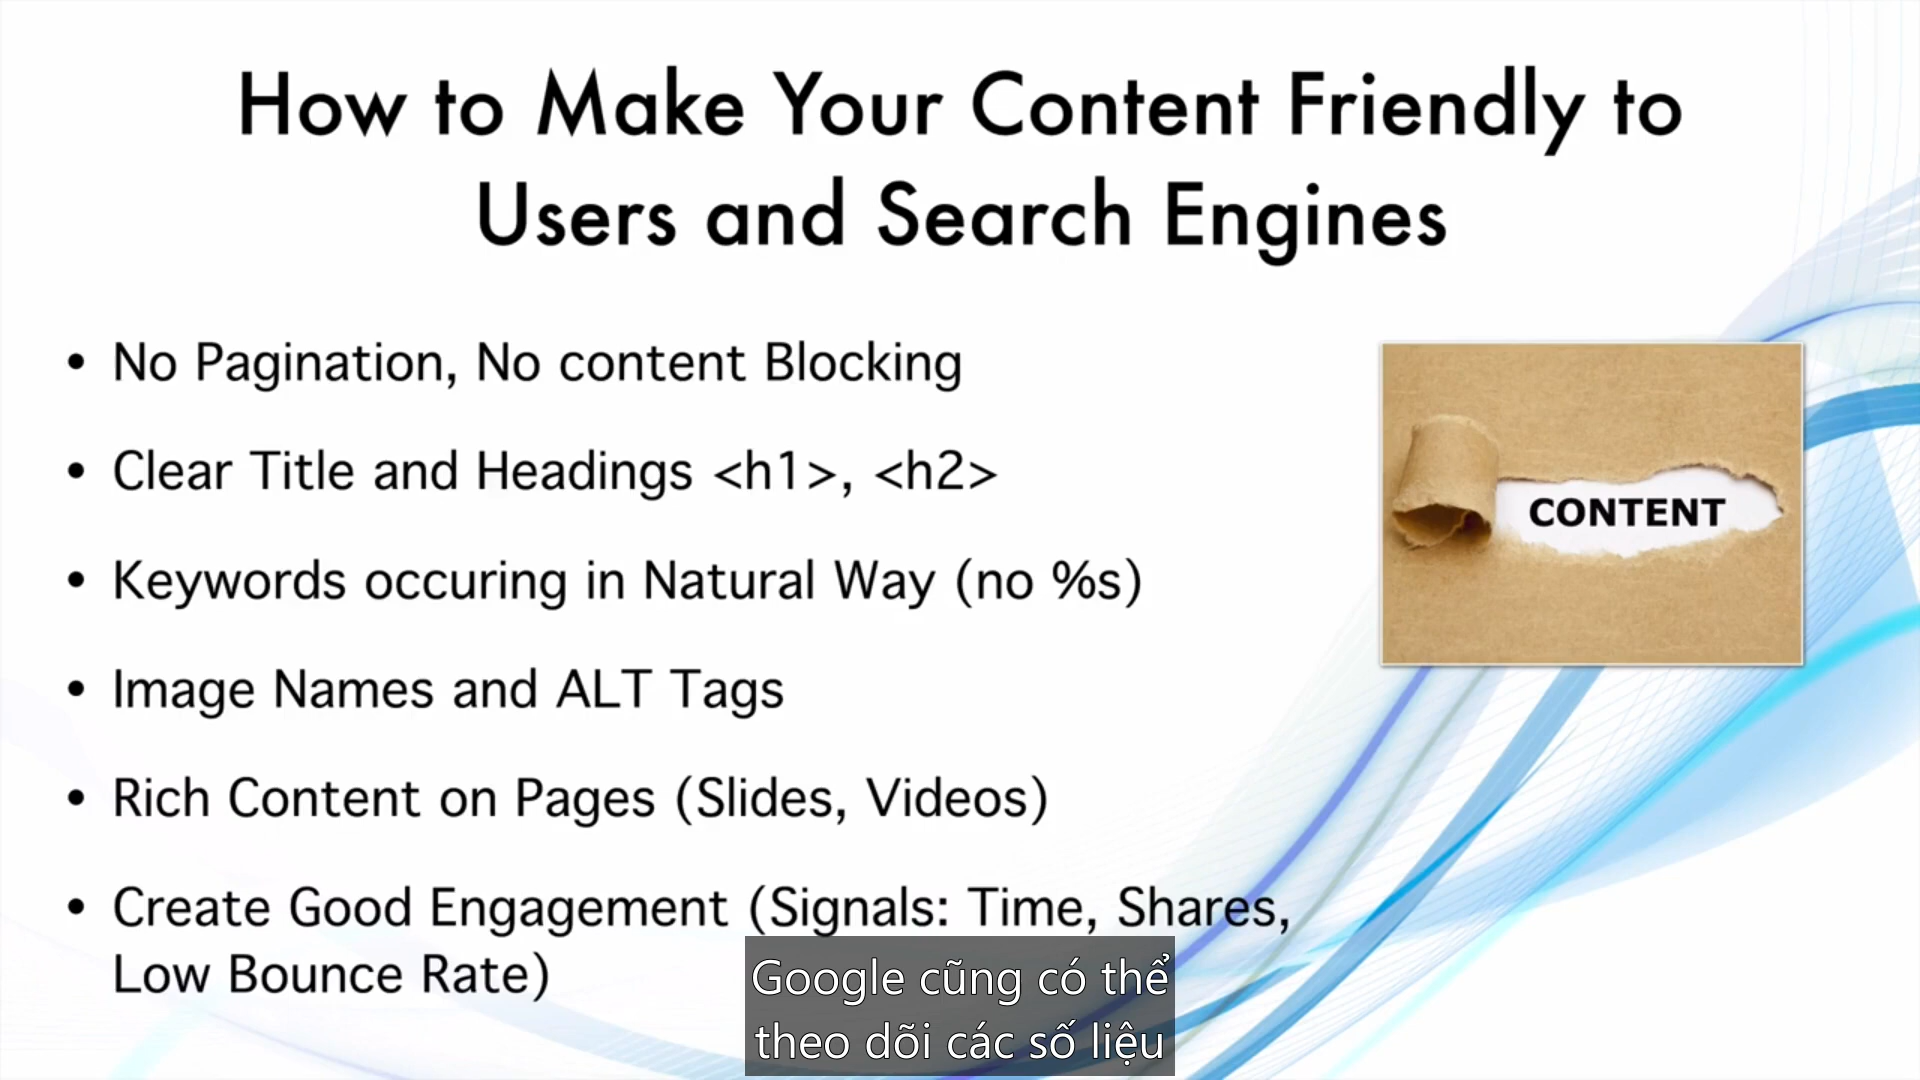 How to Make Your Content Friendly to
Users and Search Engines
• No Pagination, No content Blocking
• Clear Title and Headings <h1>, <h2>
• Keywords occuring in Natural Way (no %s)
• Image Names and ALT Tags
• Rich Content on Pages (Slides, Videos)
• Create Good Engagement (Signals: Time, Shares,
Low Bounce Rate)
CONTENT
Google cũng có thể
theo dõi các số liệu